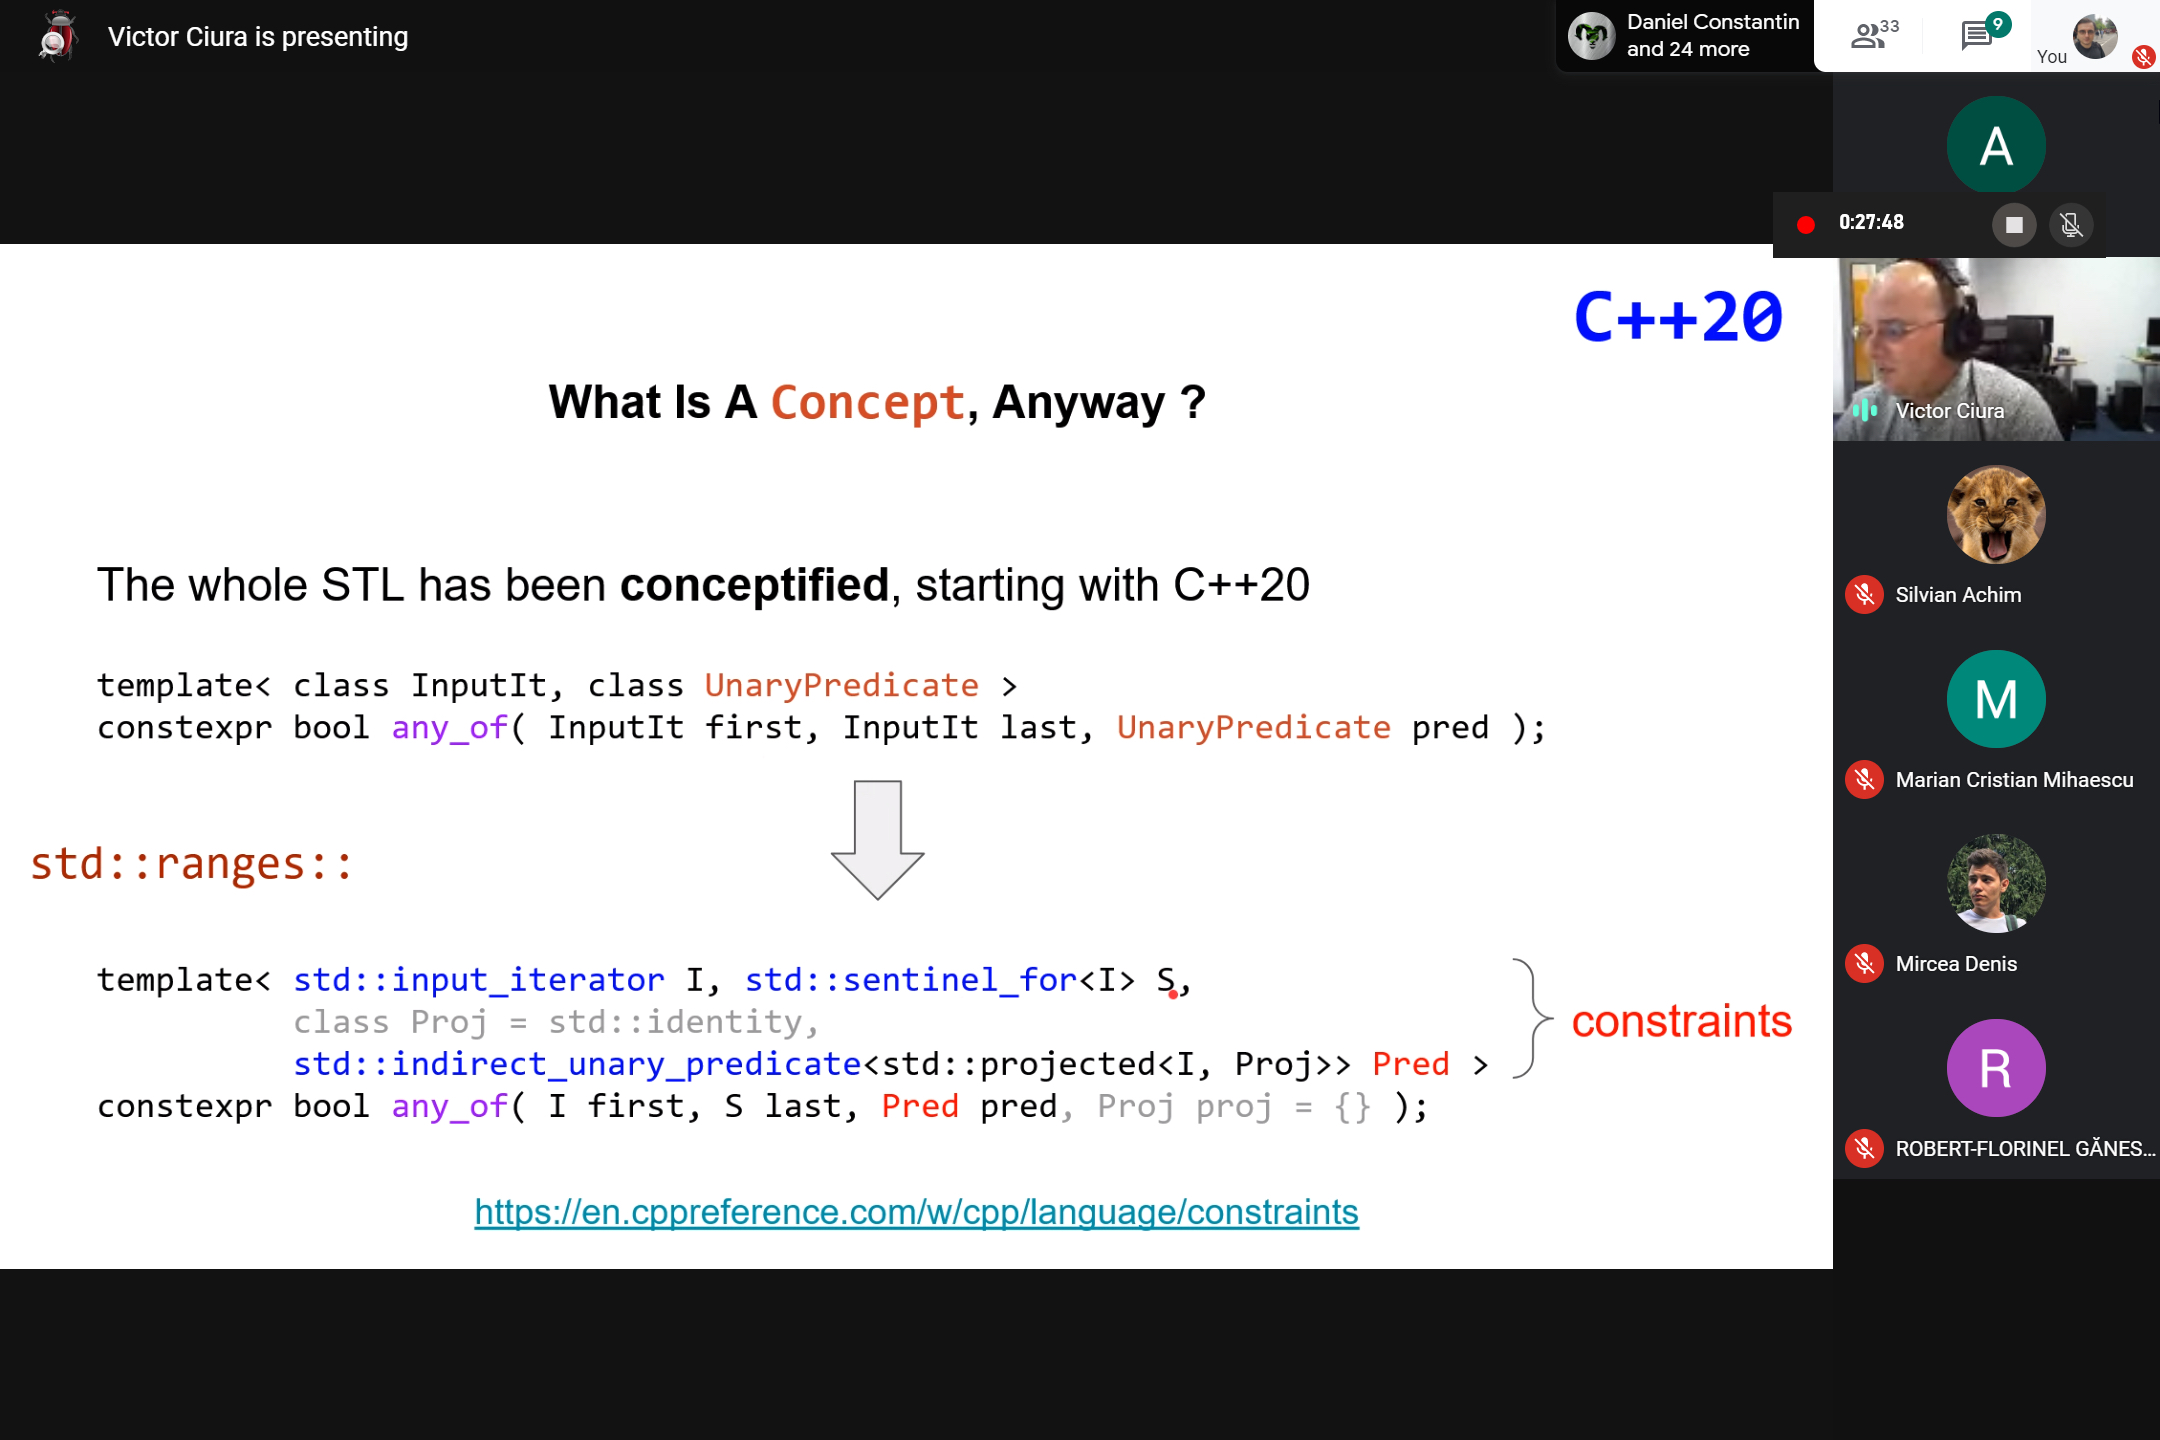 Victor Ciura is presenting
Daniel Constantin
and 24 more
33
9
You
A
0:27:48
C++20
What Is A Concept, Anyway ?
Victor Ciura
The whole STL has been conceptified, starting with C++20
Silvian Achim
template< class InputIt, class UnaryPredicate >
constexpr bool any_of( InputIt first, InputIt last, UnaryPredicate pred );
M
Marian Cristian Mihaescu
std::ranges::
Mircea Denis
template< std::input_iterator I, std::sentinel_for<I> S,
class Proj = std::identity,
std::indirect_unary_predicate<std::projected<I, Proj>> Pred >
constexpr bool any_of( I first, S last, Pred pred, Proj proj = {} );
constraints
R
ROBERT-FLORINEL GĂNES...
https://en.cppreference.com/w/cpp/language/constraints